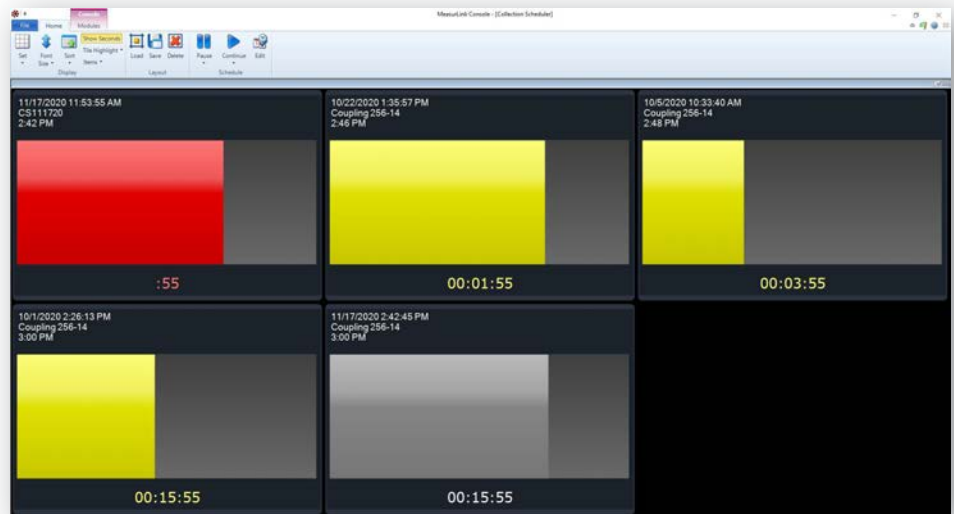 Console
MeasurLink Console - [Collection Scheduler]
File
Home
Modules
Set
Font Size
Sort
Show Seconds
Tile Highlight
Items
Load
Save
Delete
Pause
Continue
Edit
Display
Layout
Schedule
11/17/2020 11:53:55 AM
CS111720
2:42 PM
:55
10/22/2020 1:35:57 PM
Coupling 256-14
2:46 PM
00:01:55
10/5/2020 10:33:40 AM
Coupling 256-14
2:48 PM
00:03:55
10/1/2020 2:26:13 PM
Coupling 256-14
3:00 PM
00:15:55
11/17/2020 2:42:45 PM
Coupling 256-14
3:00 PM
00:15:55